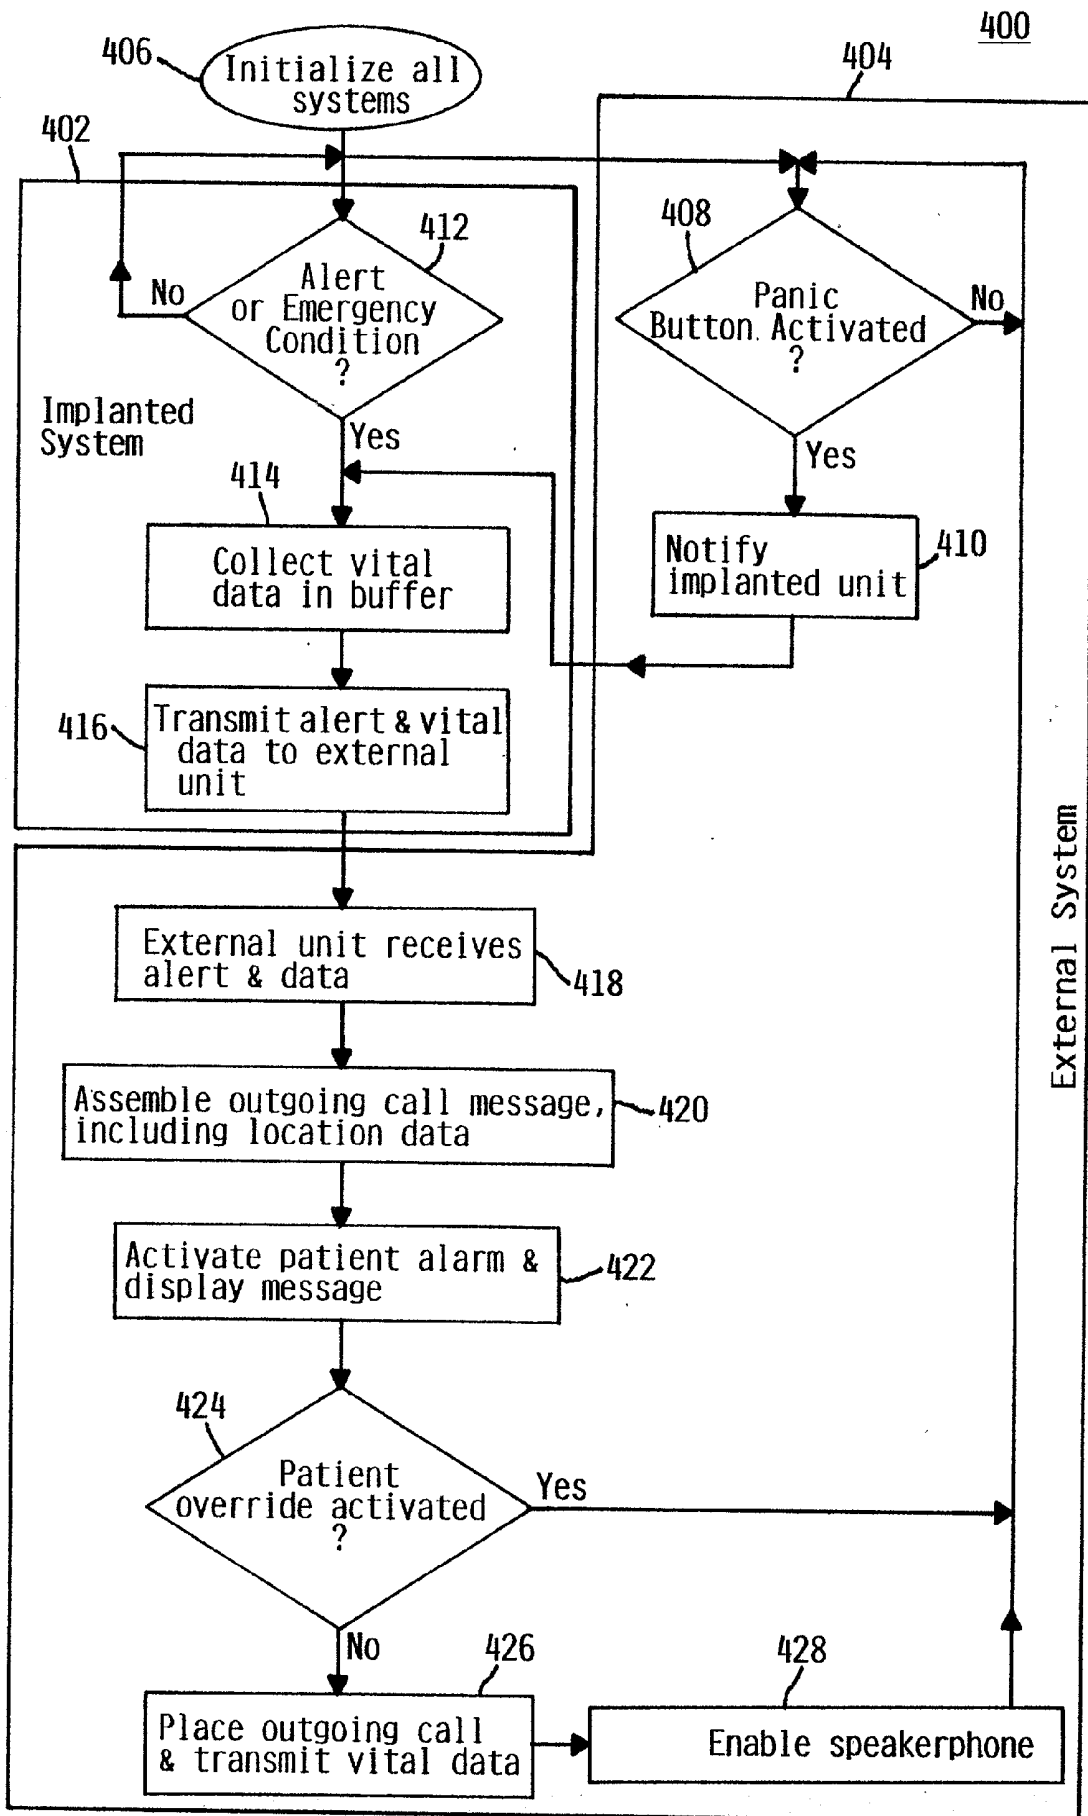 400
406
Initialize all
systems
404
402
412
408
Alert
or Emergency
Condition
?
No
Panic
Button Activated
?
No
Implanted
System
Yes
Yes
414
Collect vital
data in buffer
Notify
implanted unit
410
416
Transmit alert & vital
data to external
unit
External System
External unit receives
alert & data
418
Assemble outgoing call message,
including location data
420
Activate patient alarm &
display message
422
424
Patient
override activated
?
Yes
No
426
428
Place outgoing call
& transmit vital data
Enable speakerphone